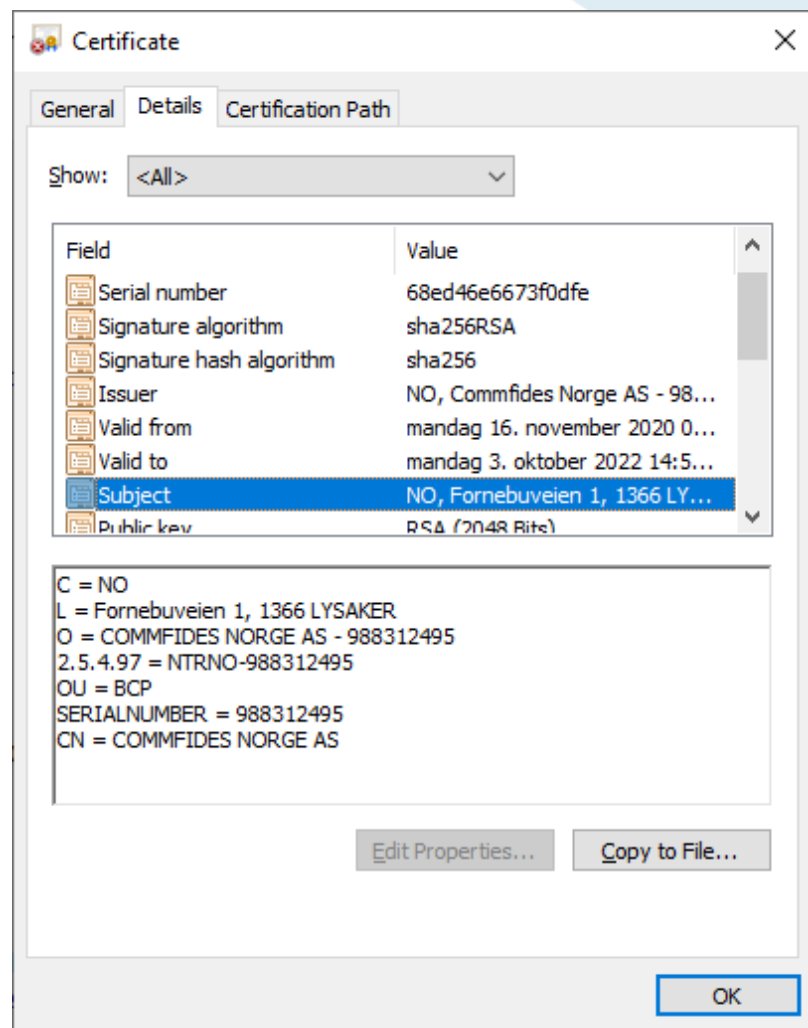 Certificate
General Details Certification Path
Show: <All>
Field Value
Serial number 68ed46e6673f0dfe
Signature algorithm sha256RSA
Signature hash algorithm sha256
Issuer NO, Commfides Norge AS - 98...
Valid from mandag 16. november 2020 0...
Valid to mandag 3. oktober 2022 14:5...
Subject NO, Fornebuveien 1, 1366 LY...
Public key RSA (2048 Bits)
C = NO
L = Fornebuveien 1, 1366 LYSAKER
O = COMMFIDES NORGE AS - 988312495
2.5.4.97 = NTRNO-988312495
OU = BCP
SERIALNUMBER = 988312495
CN = COMMFIDES NORGE AS
Edit Properties... Copy to File...
OK